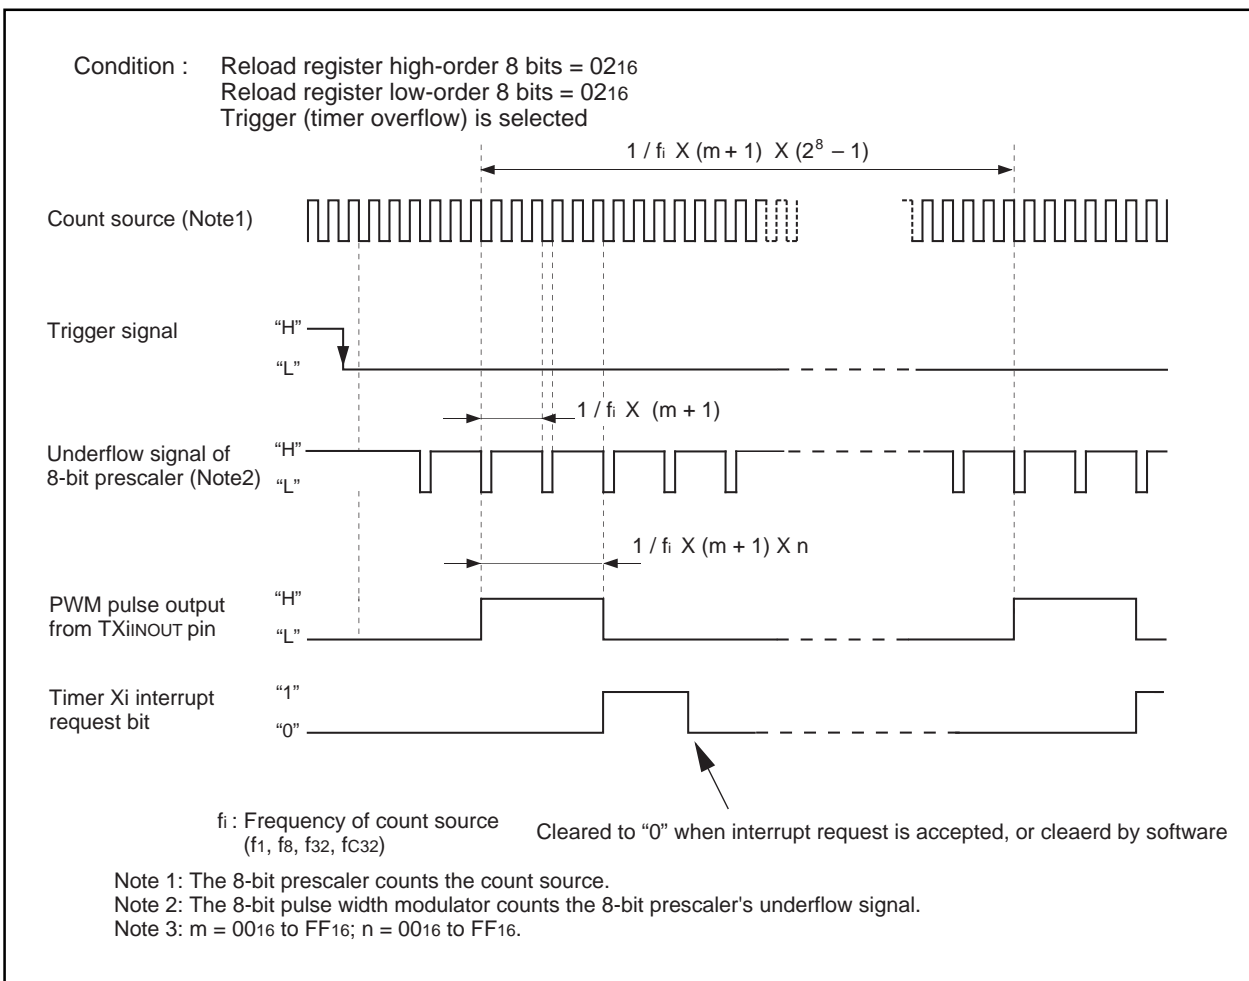 Condition : Reload register high-order 8 bits = 0216
Reload register low-order 8 bits = 0216
Trigger (timer overflow) is selected
1 / fi X (m + 1) X (2^8 – 1)
Count source (Note1)
Trigger signal
“H”
“L”
1 / fi X (m + 1)
Underflow signal of
8-bit prescaler (Note2)
“H”
“L”
1 / fi X (m + 1) X n
PWM pulse output
from TXiINOUT pin
“H”
“L”
Timer Xi interrupt
request bit
“1”
“0”
fi : Frequency of count source
(f1, f8, f32, fC32)
Cleared to “0” when interrupt request is accepted, or cleaerd by software
Note 1: The 8-bit prescaler counts the count source.
Note 2: The 8-bit pulse width modulator counts the 8-bit prescaler's underflow signal.
Note 3: m = 0016 to FF16; n = 0016 to FF16.